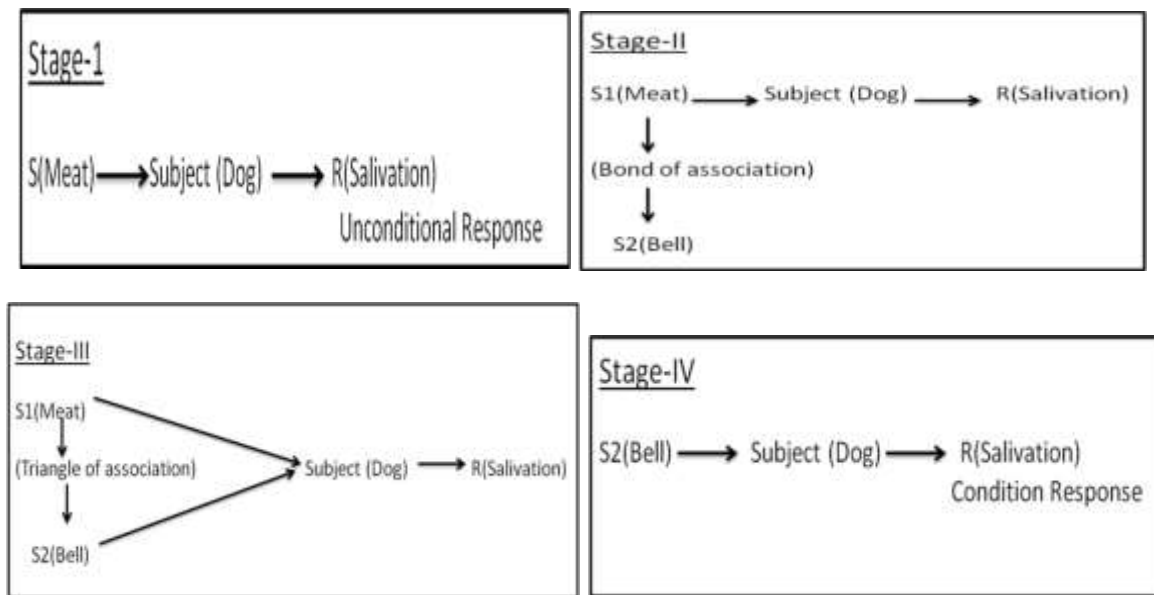 Stage-1
S(Meat) Subject (Dog) R(Salivation)
Unconditional Response
Stage-II
S1(Meat) Subject (Dog) R(Salivation)
(Bond of association)
S2(Bell)
Stage-III
S1(Meat)
(Triangle of association) Subject (Dog) R(Salivation)
S2(Bell)
Stage-IV
S2(Bell) Subject (Dog) R(Salivation)
Condition Response